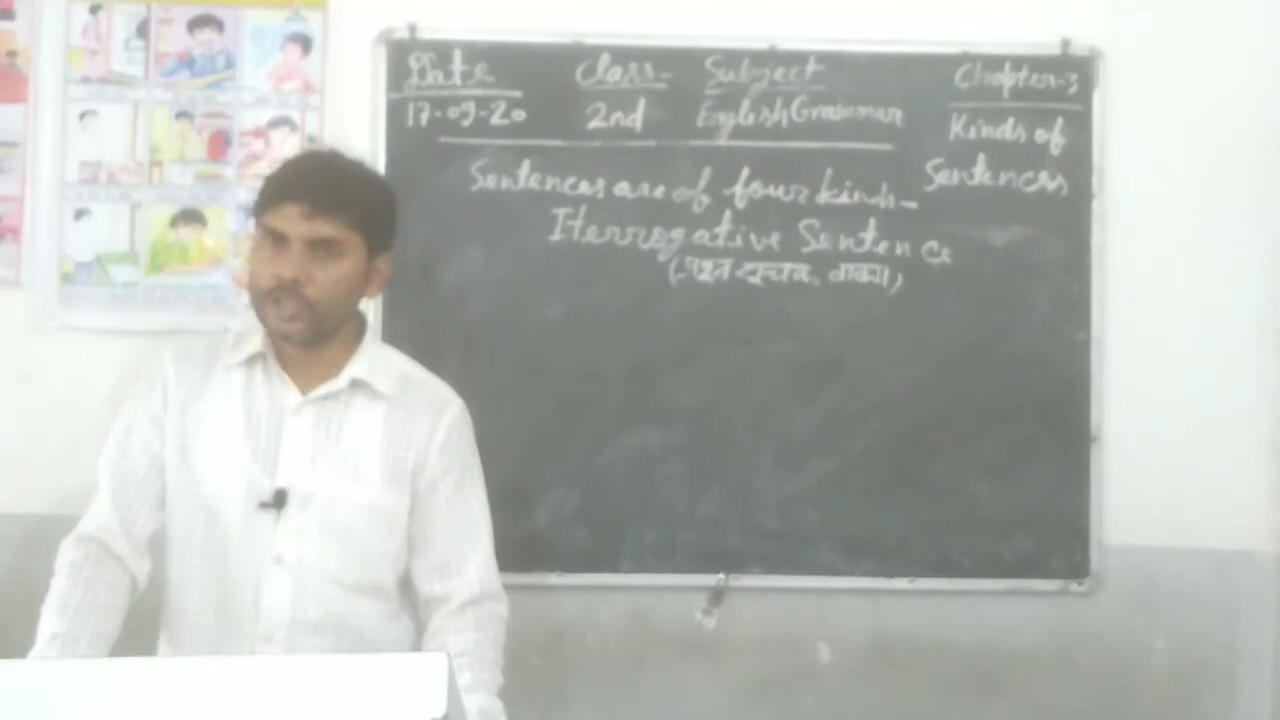 Date Class- Subject Chapter-3
17-09-20 2nd English Grammar Kinds of
Sentences
Sentences are of four kinds-
Iterrogative Sentence
(प्रश्न सूचक वाक्य)